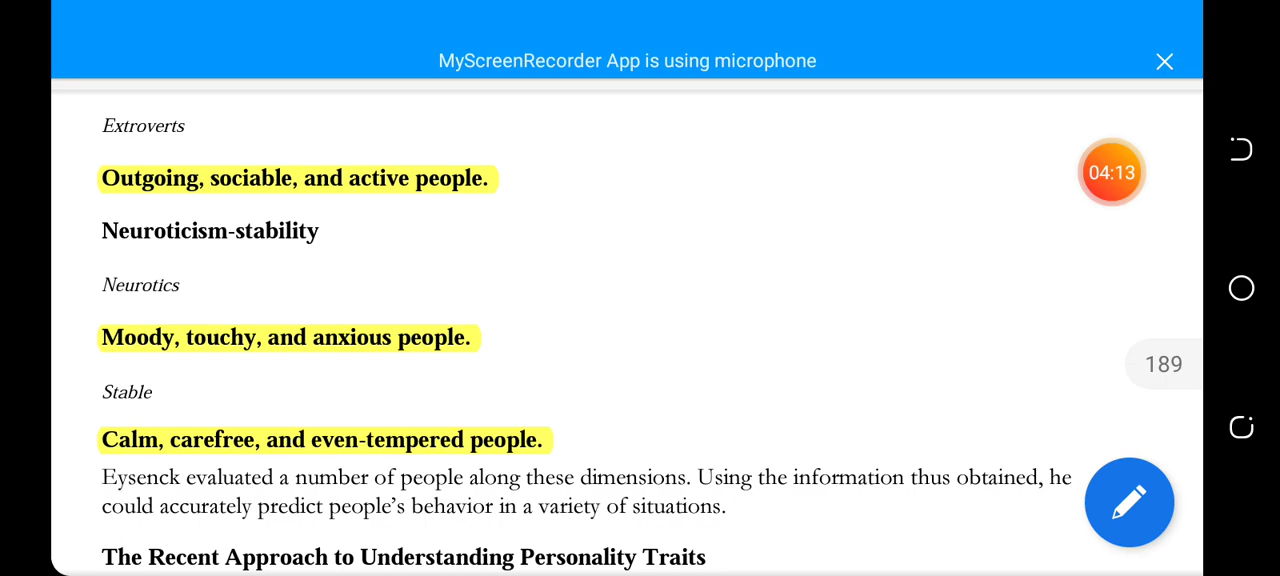 MyScreenRecorder App is using microphone
Extroverts
04:13
Outgoing, sociable, and active people.
Neuroticism-stability
Neurotics
Moody, touchy, and anxious people.
189
Stable
Calm, carefree, and even-tempered people.
Eysenck evaluated a number of people along these dimensions. Using the information thus obtained, he
could accurately predict people’s behavior in a variety of situations.
The Recent Approach to Understanding Personality Traits